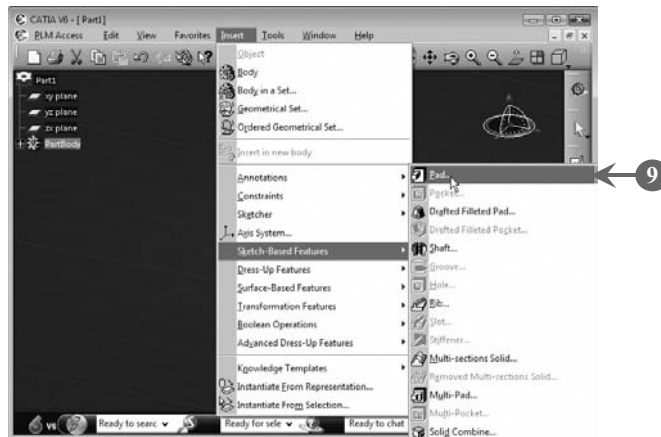 CATIA V6 - [Part1]
PLM Access Edit View Favorites Insert Tools Window Help
Part1
xy plane
yz plane
zx plane
PartBody
Object
Body
Body in a Set...
Geometrical Set...
Ordered Geometrical Set...
Insert in new body
Annotations
Constraints
Sketcher
Axis System...
Sketch-Based Features
Dress-Up Features
Surface-Based Features
Transformation Features
Boolean Operations
Advanced Dress-Up Features
Knowledge Templates
Instantiate From Representation...
Instantiate From Selection...
Pad...
Pocket...
Drafted Filleted Pad...
Drafted Filleted Pocket...
Shaft...
Groove...
Hole...
Rib...
Slot...
Stiffener...
Multi-sections Solid...
Removed Multi-sections Solid...
Multi-Pad...
Multi-Pocket...
Solid Combine...
9
V6 Ready to searc Ready for sele Ready to chat